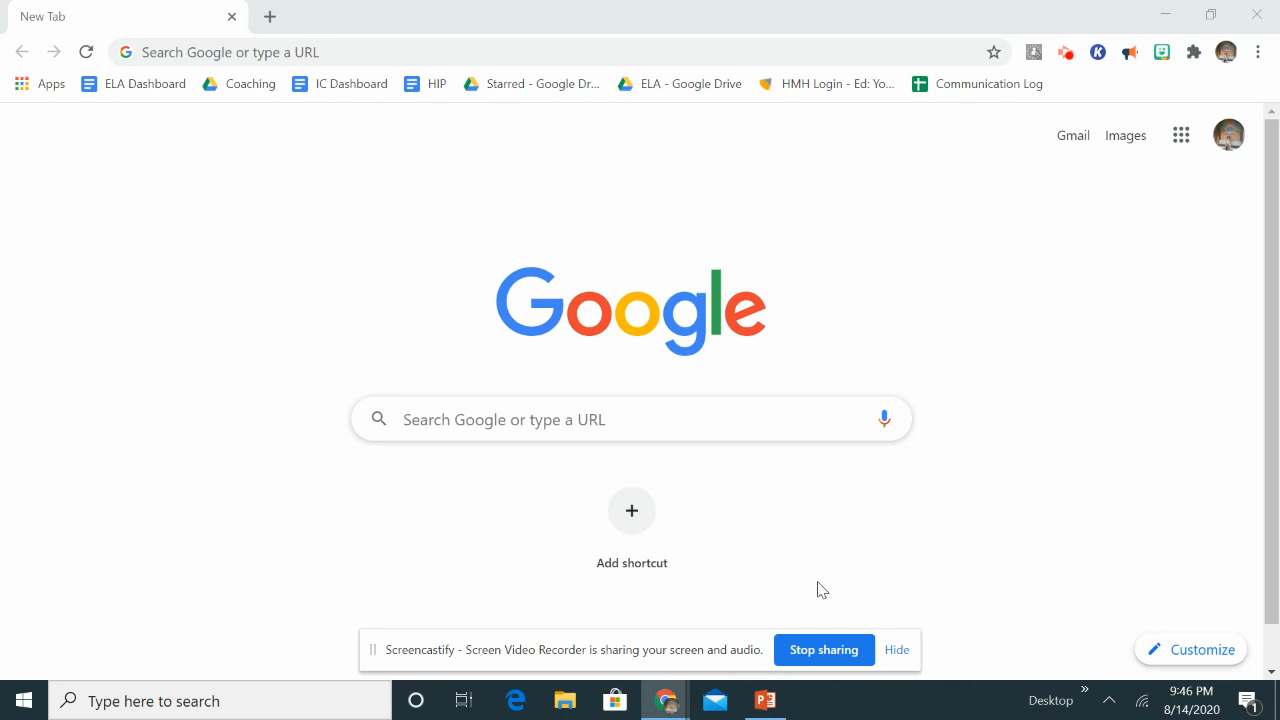 New Tab
Search Google or type a URL
Apps ELA Dashboard Coaching IC Dashboard HIP Starred - Google Dr... ELA - Google Drive HMH Login - Ed: Yo... Communication Log
Gmail Images
Google
Search Google or type a URL
Add shortcut
Screencastify - Screen Video Recorder is sharing your screen and audio. Stop sharing Hide
Customize
Type here to search
Desktop
9:46 PM
8/14/2020
1